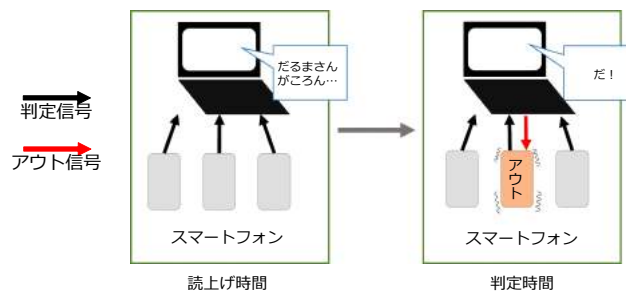 だるまさん
がころん…
だ！
判定信号
アウト信号
アウト
スマートフォン
スマートフォン
読上げ時間
判定時間